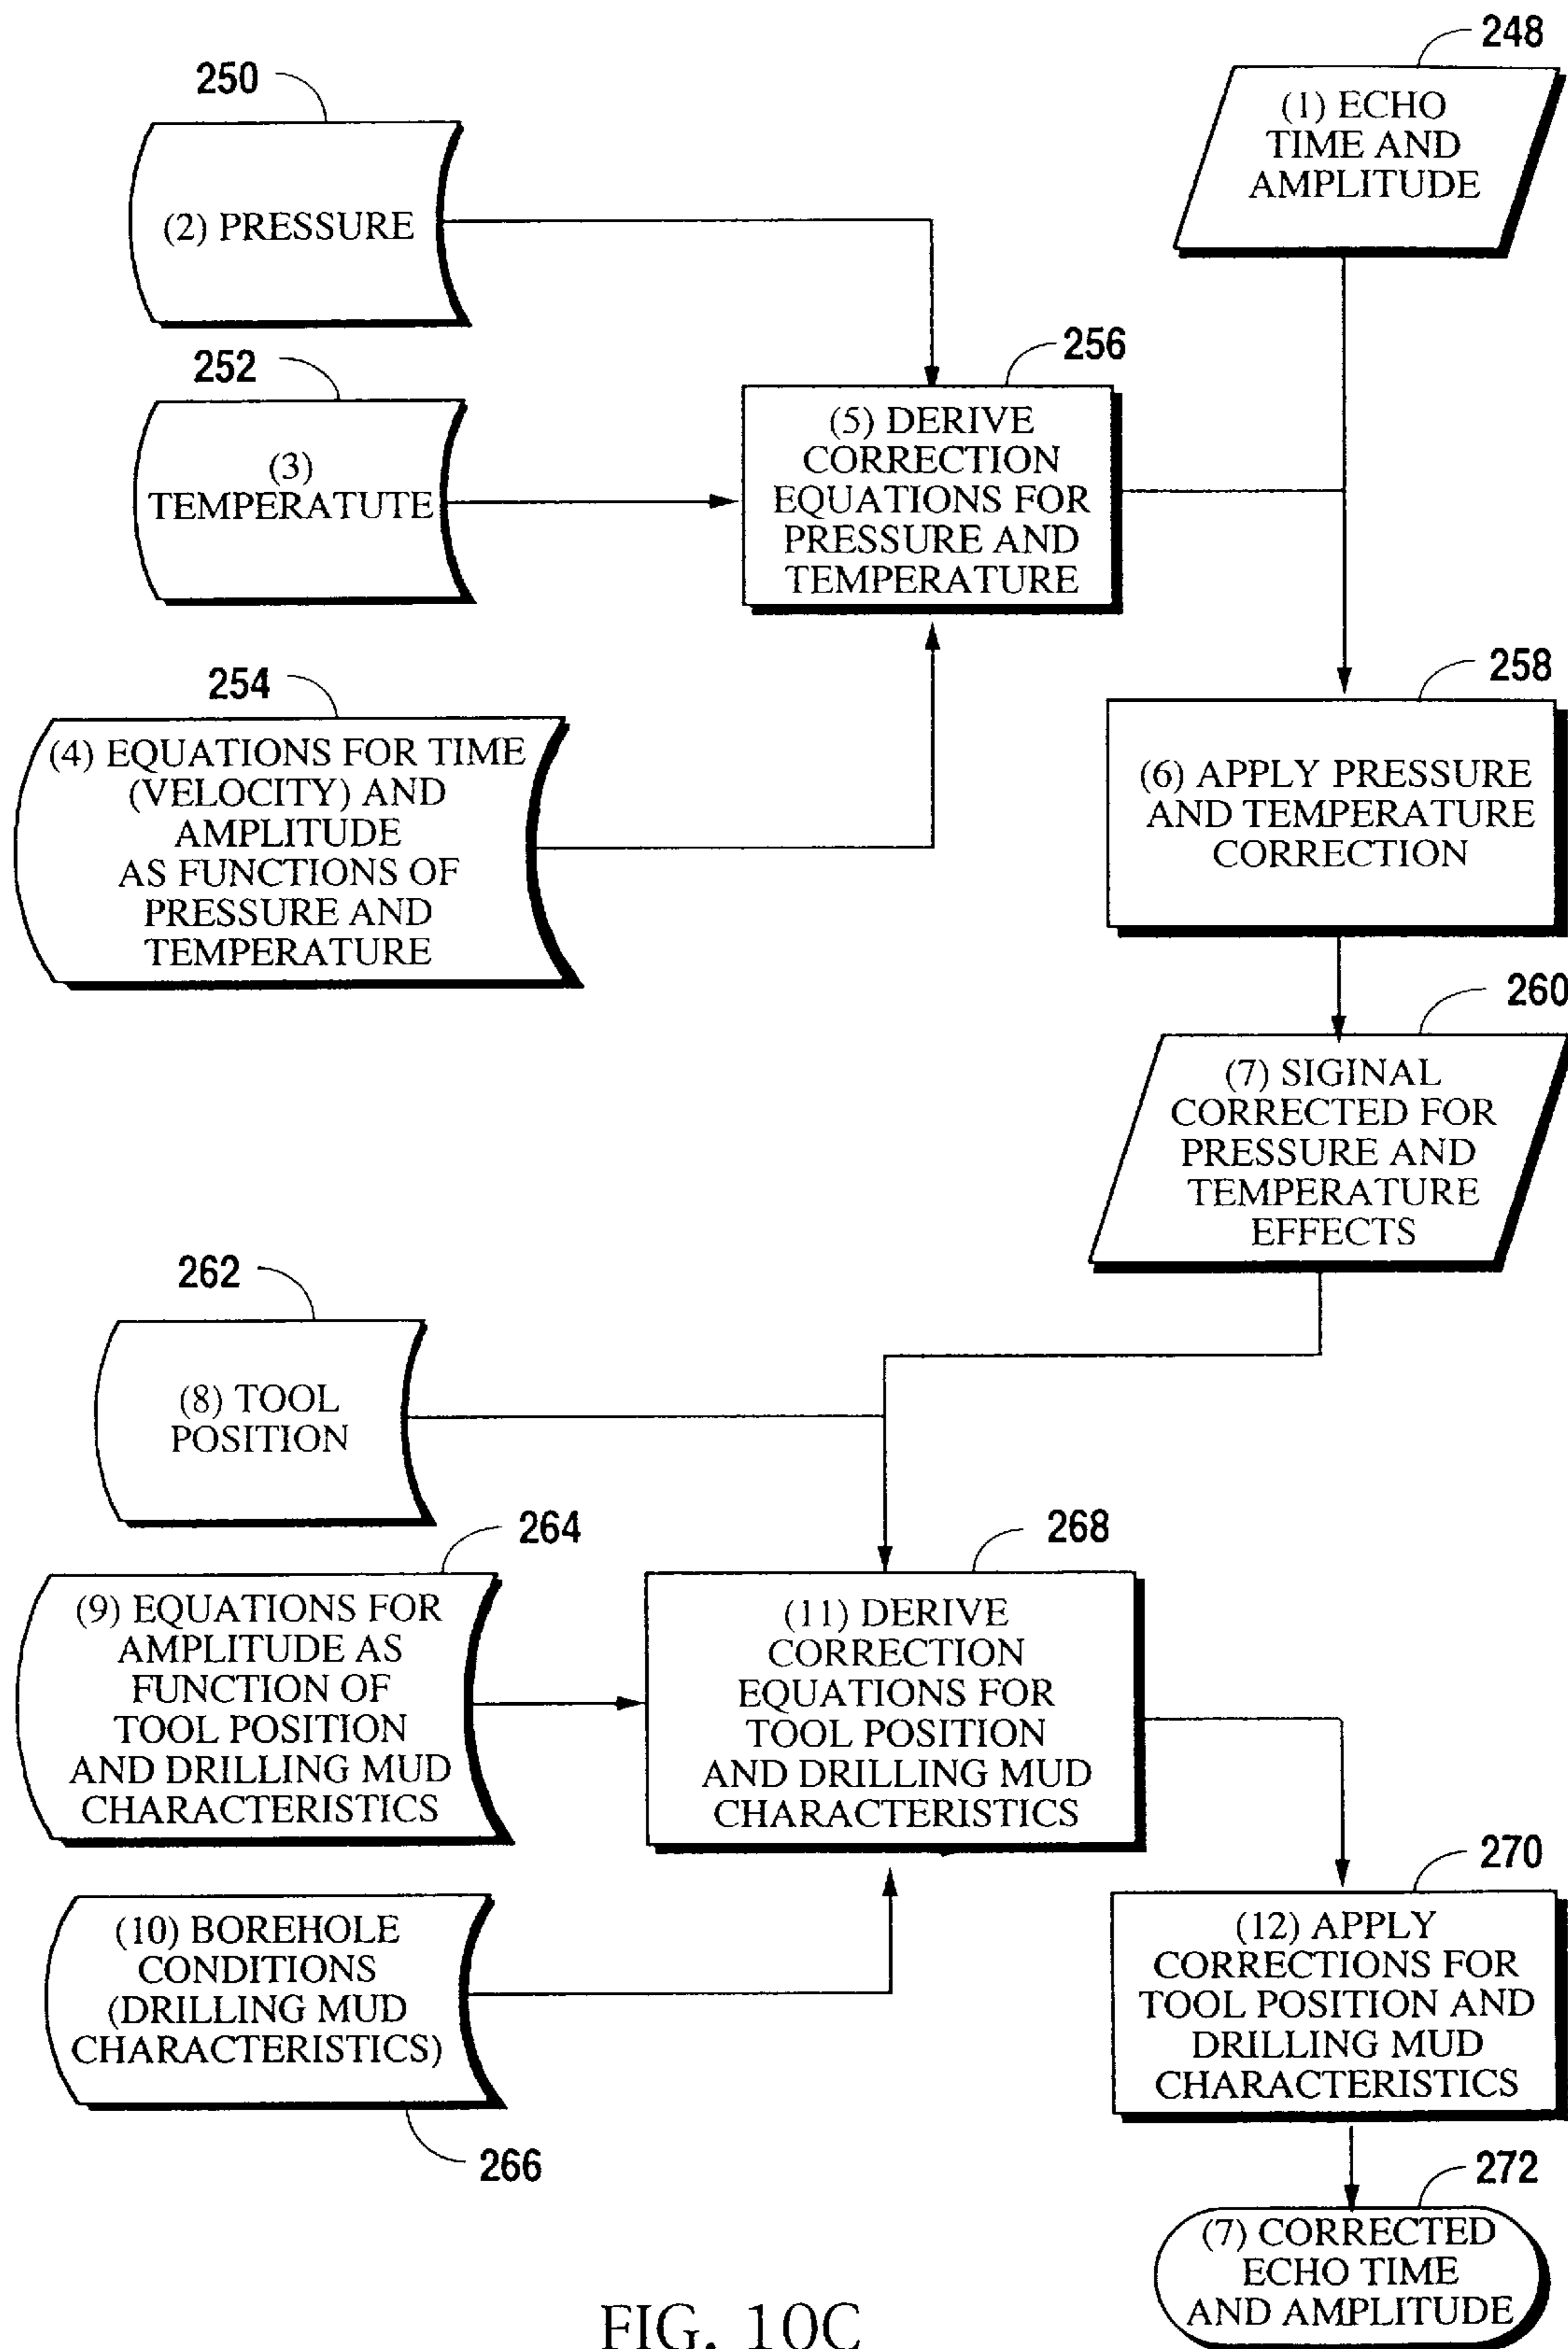 248
(1) ECHO
TIME AND
AMPLITUDE
250
(2) PRESSURE
252
(3)
TEMPERATUTE
256
(5) DERIVE
CORRECTION
EQUATIONS FOR
PRESSURE AND
TEMPERATURE
254
(4) EQUATIONS FOR TIME
(VELOCITY) AND
AMPLITUDE
AS FUNCTIONS OF
PRESSURE AND
TEMPERATURE
258
(6) APPLY PRESSURE
AND TEMPERATURE
CORRECTION
260
(7) SIGINAL
CORRECTED FOR
PRESSURE AND
TEMPERATURE
EFFECTS
262
(8) TOOL
POSITION
264
(9) EQUATIONS FOR
AMPLITUDE AS
FUNCTION OF
TOOL POSITION
AND DRILLING MUD
CHARACTERISTICS
268
(11) DERIVE
CORRECTION
EQUATIONS FOR
TOOL POSITION
AND DRILLING MUD
CHARACTERISTICS
(10) BOREHOLE
CONDITIONS
(DRILLING MUD
CHARACTERISTICS)
266
270
(12) APPLY
CORRECTIONS FOR
TOOL POSITION AND
DRILLING MUD
CHARACTERISTICS
272
(7) CORRECTED
ECHO TIME
AND AMPLITUDE
FIG. 10C